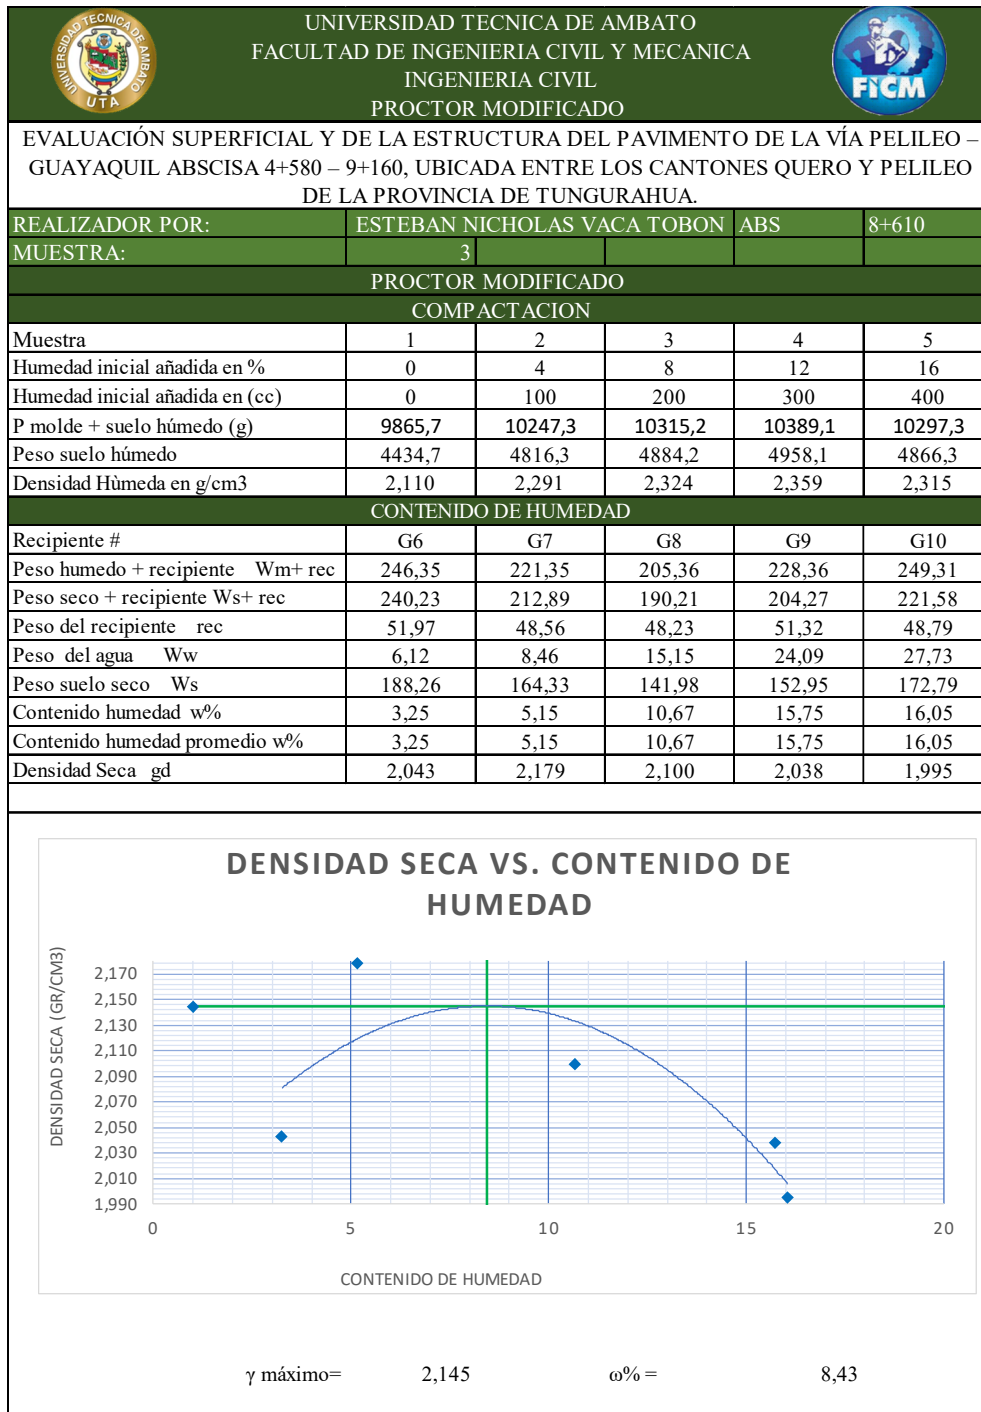 UNIVERSIDAD TECNICA DE AMBATO
FACULTAD DE INGENIERIA CIVIL Y MECANICA
INGENIERIA CIVIL
PROCTOR MODIFICADO
UNIVERSIDAD TECNICA DE AMBATO
UTA
FICM
EVALUACIÓN SUPERFICIAL Y DE LA ESTRUCTURA DEL PAVIMENTO DE LA VÍA PELILEO –
GUAYAQUIL ABSCISA 4+580 – 9+160, UBICADA ENTRE LOS CANTONES QUERO Y PELILEO
DE LA PROVINCIA DE TUNGURAHUA.
REALIZADOR POR: ESTEBAN NICHOLAS VACA TOBON ABS 8+610
MUESTRA: 3
PROCTOR MODIFICADO
COMPACTACION
Muestra 1 2 3 4 5
Humedad inicial añadida en % 0 4 8 12 16
Humedad inicial añadida en (cc) 0 100 200 300 400
P molde + suelo húmedo (g) 9865,7 10247,3 10315,2 10389,1 10297,3
Peso suelo húmedo 4434,7 4816,3 4884,2 4958,1 4866,3
Densidad Hùmeda en g/cm3 2,110 2,291 2,324 2,359 2,315
CONTENIDO DE HUMEDAD
Recipiente # G6 G7 G8 G9 G10
Peso humedo + recipiente Wm+ rec 246,35 221,35 205,36 228,36 249,31
Peso seco + recipiente Ws+ rec 240,23 212,89 190,21 204,27 221,58
Peso del recipiente rec 51,97 48,56 48,23 51,32 48,79
Peso del agua Ww 6,12 8,46 15,15 24,09 27,73
Peso suelo seco Ws 188,26 164,33 141,98 152,95 172,79
Contenido humedad w% 3,25 5,15 10,67 15,75 16,05
Contenido humedad promedio w% 3,25 5,15 10,67 15,75 16,05
Densidad Seca gd 2,043 2,179 2,100 2,038 1,995
DENSIDAD SECA VS. CONTENIDO DE
HUMEDAD
DENSIDAD SECA (GR/CM3)
2,170
2,150
2,130
2,110
2,090
2,070
2,050
2,030
2,010
1,990
0 5 10 15 20
CONTENIDO DE HUMEDAD
γ máximo= 2,145 ω% = 8,43